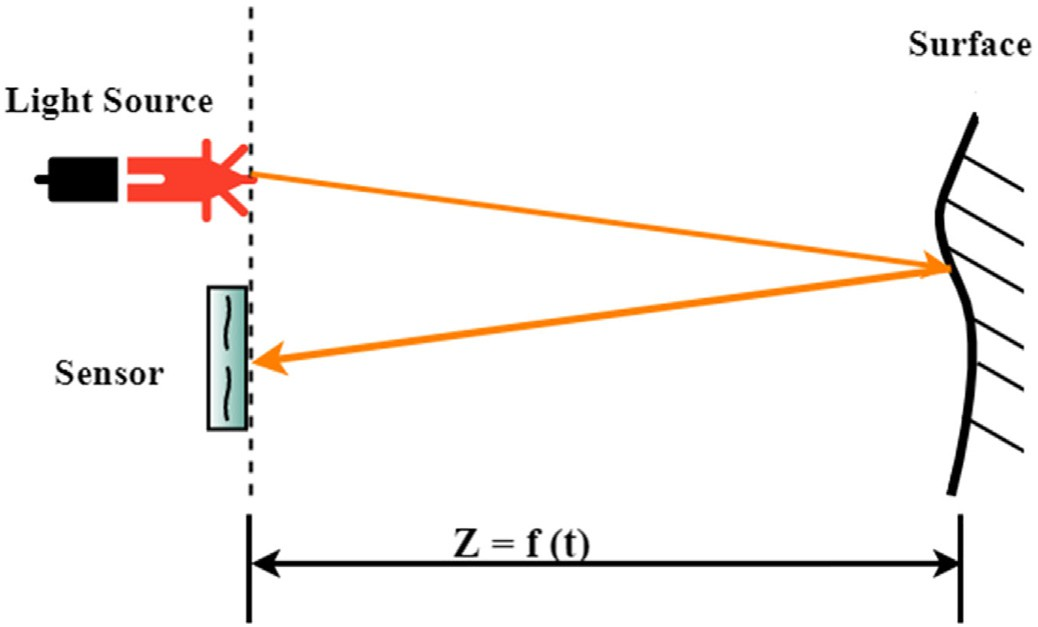 Surface
Light Source
Sensor
Z = f (t)